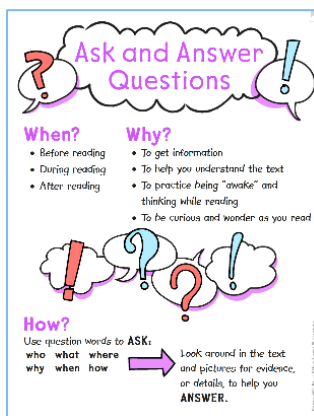 Ask and Answer
Questions
When?
• Before reading
• During reading
• After reading
Why?
• To get information
• To help you understand the text
• To practice being "awake" and
thinking while reading
• To be curious and wonder as you read
How?
Use question words to ASK:
who what where
why when how
Look around in the text
and pictures for evidence,
or details, to help you
ANSWER.